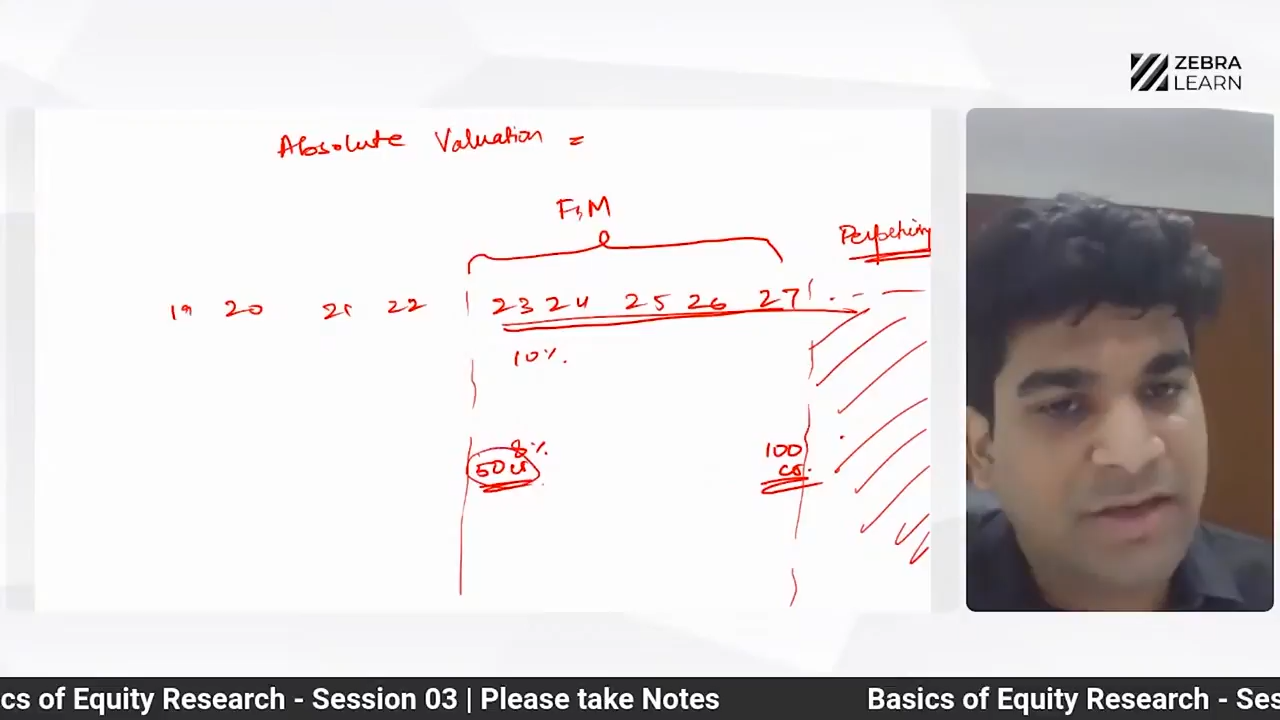 ZEBRA
LEARN
Absolute Valuation =
F3M
Perpetuity
19 20 21 22 23 24 25 26 27 . - -
10%.
8%.
50 cr
100
cr.
cs of Equity Research - Session 03 | Please take Notes Basics of Equity Research - Ses